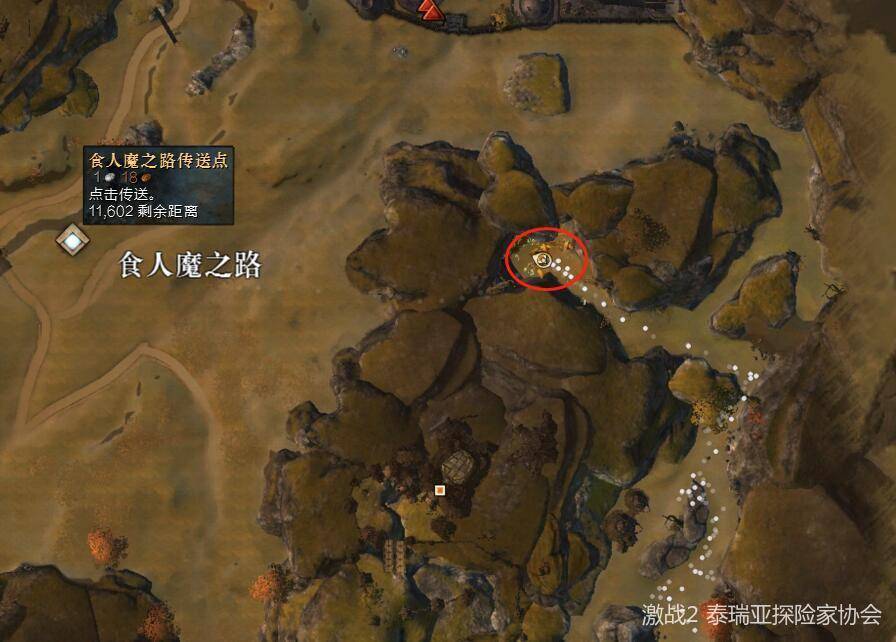 食人魔之路传送点
1 18
点击传送。
11,602 剩余距离
食人魔之路
激战2 泰瑞亚探险家协会